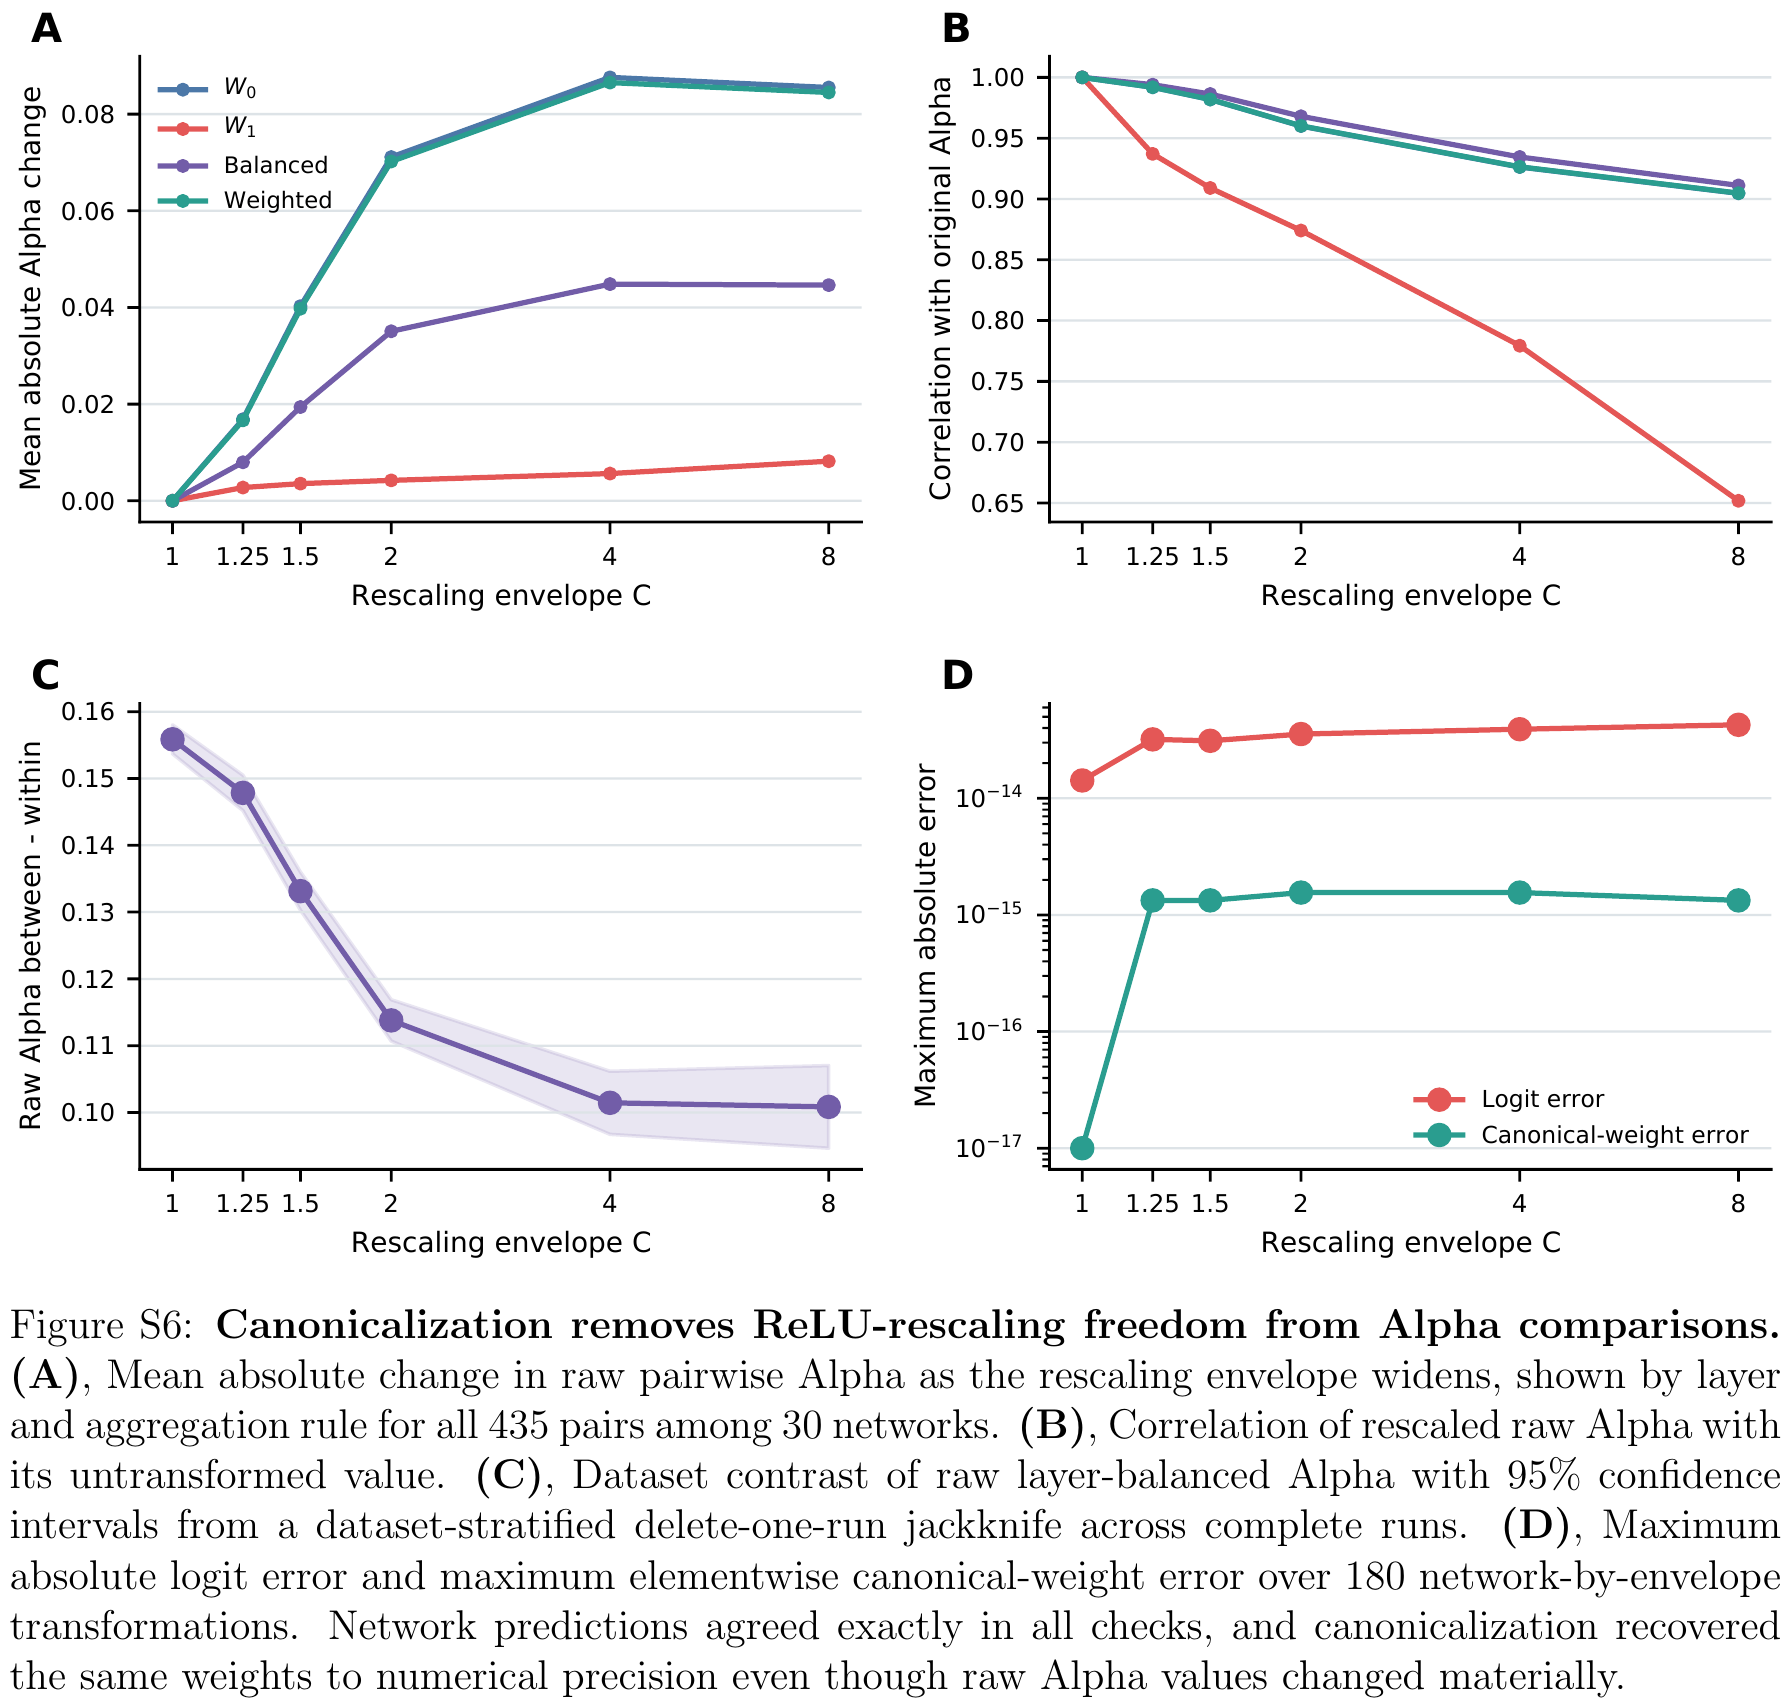 A
Mean absolute Alpha change
0.08
0.06
0.04
0.02
0.00
W₀
W₁
Balanced
Weighted
1 1.25 1.5 2 4 8
Rescaling envelope C
B
Correlation with original Alpha
1.00
0.95
0.90
0.85
0.80
0.75
0.70
0.65
1 1.25 1.5 2 4 8
Rescaling envelope C
C
Raw Alpha between - within
0.16
0.15
0.14
0.13
0.12
0.11
0.10
1 1.25 1.5 2 4 8
Rescaling envelope C
D
Maximum absolute error
10⁻¹⁴
10⁻¹⁵
10⁻¹⁶
10⁻¹⁷
Logit error
Canonical-weight error
1 1.25 1.5 2 4 8
Rescaling envelope C
Figure S6: Canonicalization removes ReLU-rescaling freedom from Alpha comparisons.
(A), Mean absolute change in raw pairwise Alpha as the rescaling envelope widens, shown by layer
and aggregation rule for all 435 pairs among 30 networks. (B), Correlation of rescaled raw Alpha with
its untransformed value. (C), Dataset contrast of raw layer-balanced Alpha with 95% confidence
intervals from a dataset-stratified delete-one-run jackknife across complete runs. (D), Maximum
absolute logit error and maximum elementwise canonical-weight error over 180 network-by-envelope
transformations. Network predictions agreed exactly in all checks, and canonicalization recovered
the same weights to numerical precision even though raw Alpha values changed materially.